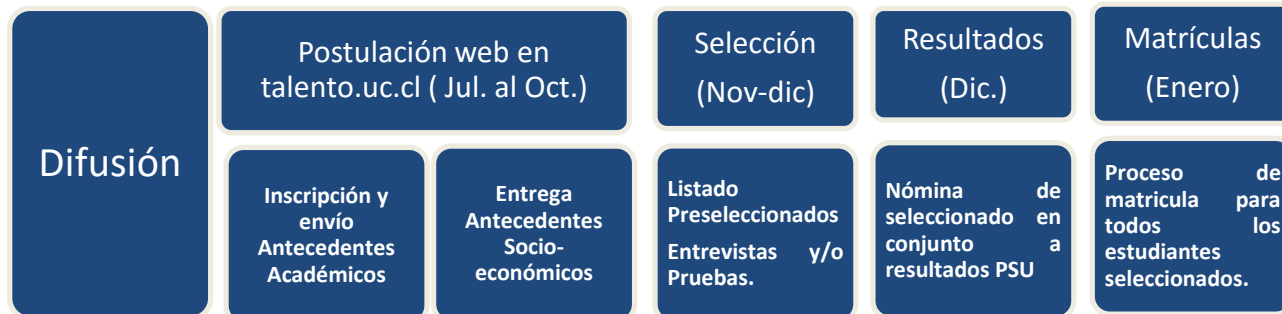 Difusión
Postulación web en
talento.uc.cl ( Jul. al Oct.)
Inscripción y
envío
Antecedentes
Académicos
Entrega
Antecedentes
Socio-
económicos
Selección
(Nov-dic)
Listado
Preseleccionados
Entrevistas y/o
Pruebas.
Resultados
(Dic.)
Nómina de
seleccionado en
conjunto a
resultados PSU
Matrículas
(Enero)
Proceso de
matricula para
todos los
estudiantes
seleccionados.